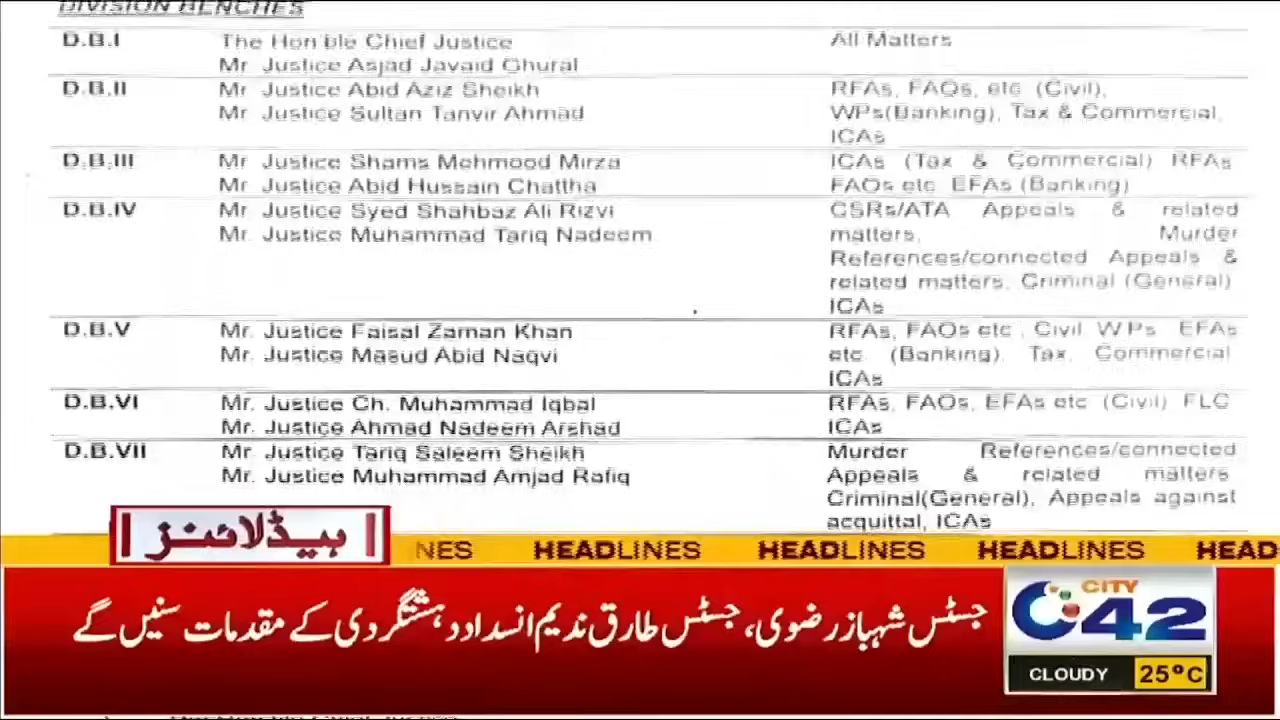 DIVISION BENCHES
D.B.I The Hon'ble Chief Justice All Matters
Mr. Justice Asjad Javaid Ghural
D.B.II Mr. Justice Abid Aziz Sheikh RFAs, FAOs, etc. (Civil),
Mr. Justice Sultan Tanvir Ahmad WPs(Banking), Tax & Commercial,
ICAs
D.B.III Mr. Justice Shams Mehmood Mirza ICAs (Tax & Commercial) RFAs
Mr. Justice Abid Hussain Chattha FAOs etc. EFAs (Banking)
D.B.IV Mr. Justice Syed Shahbaz Ali Rizvi CSRs/ATA Appeals & related
Mr. Justice Muhammad Tariq Nadeem matters, Murder
References/connected Appeals &
related matters, Criminal (General)
ICAs
D.B.V Mr. Justice Faisal Zaman Khan RFAs, FAOs etc., Civil WPs EFAs
Mr. Justice Masud Abid Naqvi etc. (Banking), Tax, Commercial
ICAs
D.B.VI Mr. Justice Ch. Muhammad Iqbal RFAs, FAOs, EFAs etc. (Civil) FLC
Mr. Justice Ahmad Nadeem Arshad ICAs
D.B.VII Mr. Justice Tariq Saleem Sheikh Murder References/connected
Mr. Justice Muhammad Amjad Rafiq Appeals & related matters
Criminal(General), Appeals against
acquittal, ICAs
ہیڈلائنز
NES HEADLINES HEADLINES HEADLINES HEAD
جسٹس شہباز رضوی، جسٹس طارق ندیم انسداد دہشتگردی کے مقدمات سنیں گے
CITY
42
CLOUDY 25°C